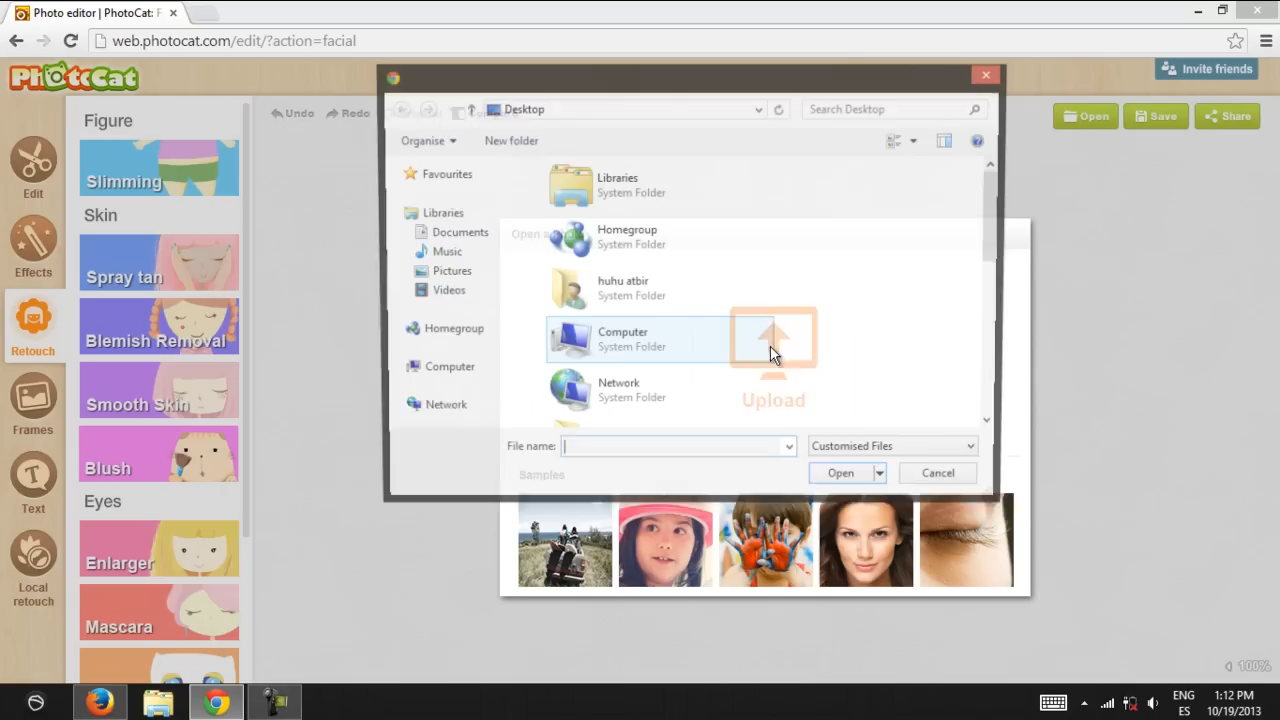 Photo editor | PhotoCat: F
web.photocat.com/edit/?action=facial
PhotoCat
Invite friends
Undo
Redo
Open
Save
Share
Edit
Effects
Retouch
Frames
Text
Local
retouch
Figure
Slimming
Skin
Spray tan
Blemish Removal
Smooth Skin
Blush
Eyes
Enlarger
Mascara
Desktop
Search Desktop
Organise
New folder
Favourites
Libraries
Documents
Music
Pictures
Videos
Homegroup
Computer
Network
Libraries
System Folder
Homegroup
System Folder
huhu atbir
System Folder
Computer
System Folder
Network
System Folder
Open
Upload
File name:
Customised Files
Open
Cancel
Samples
100%
ENG
ES
1:12 PM
10/19/2013